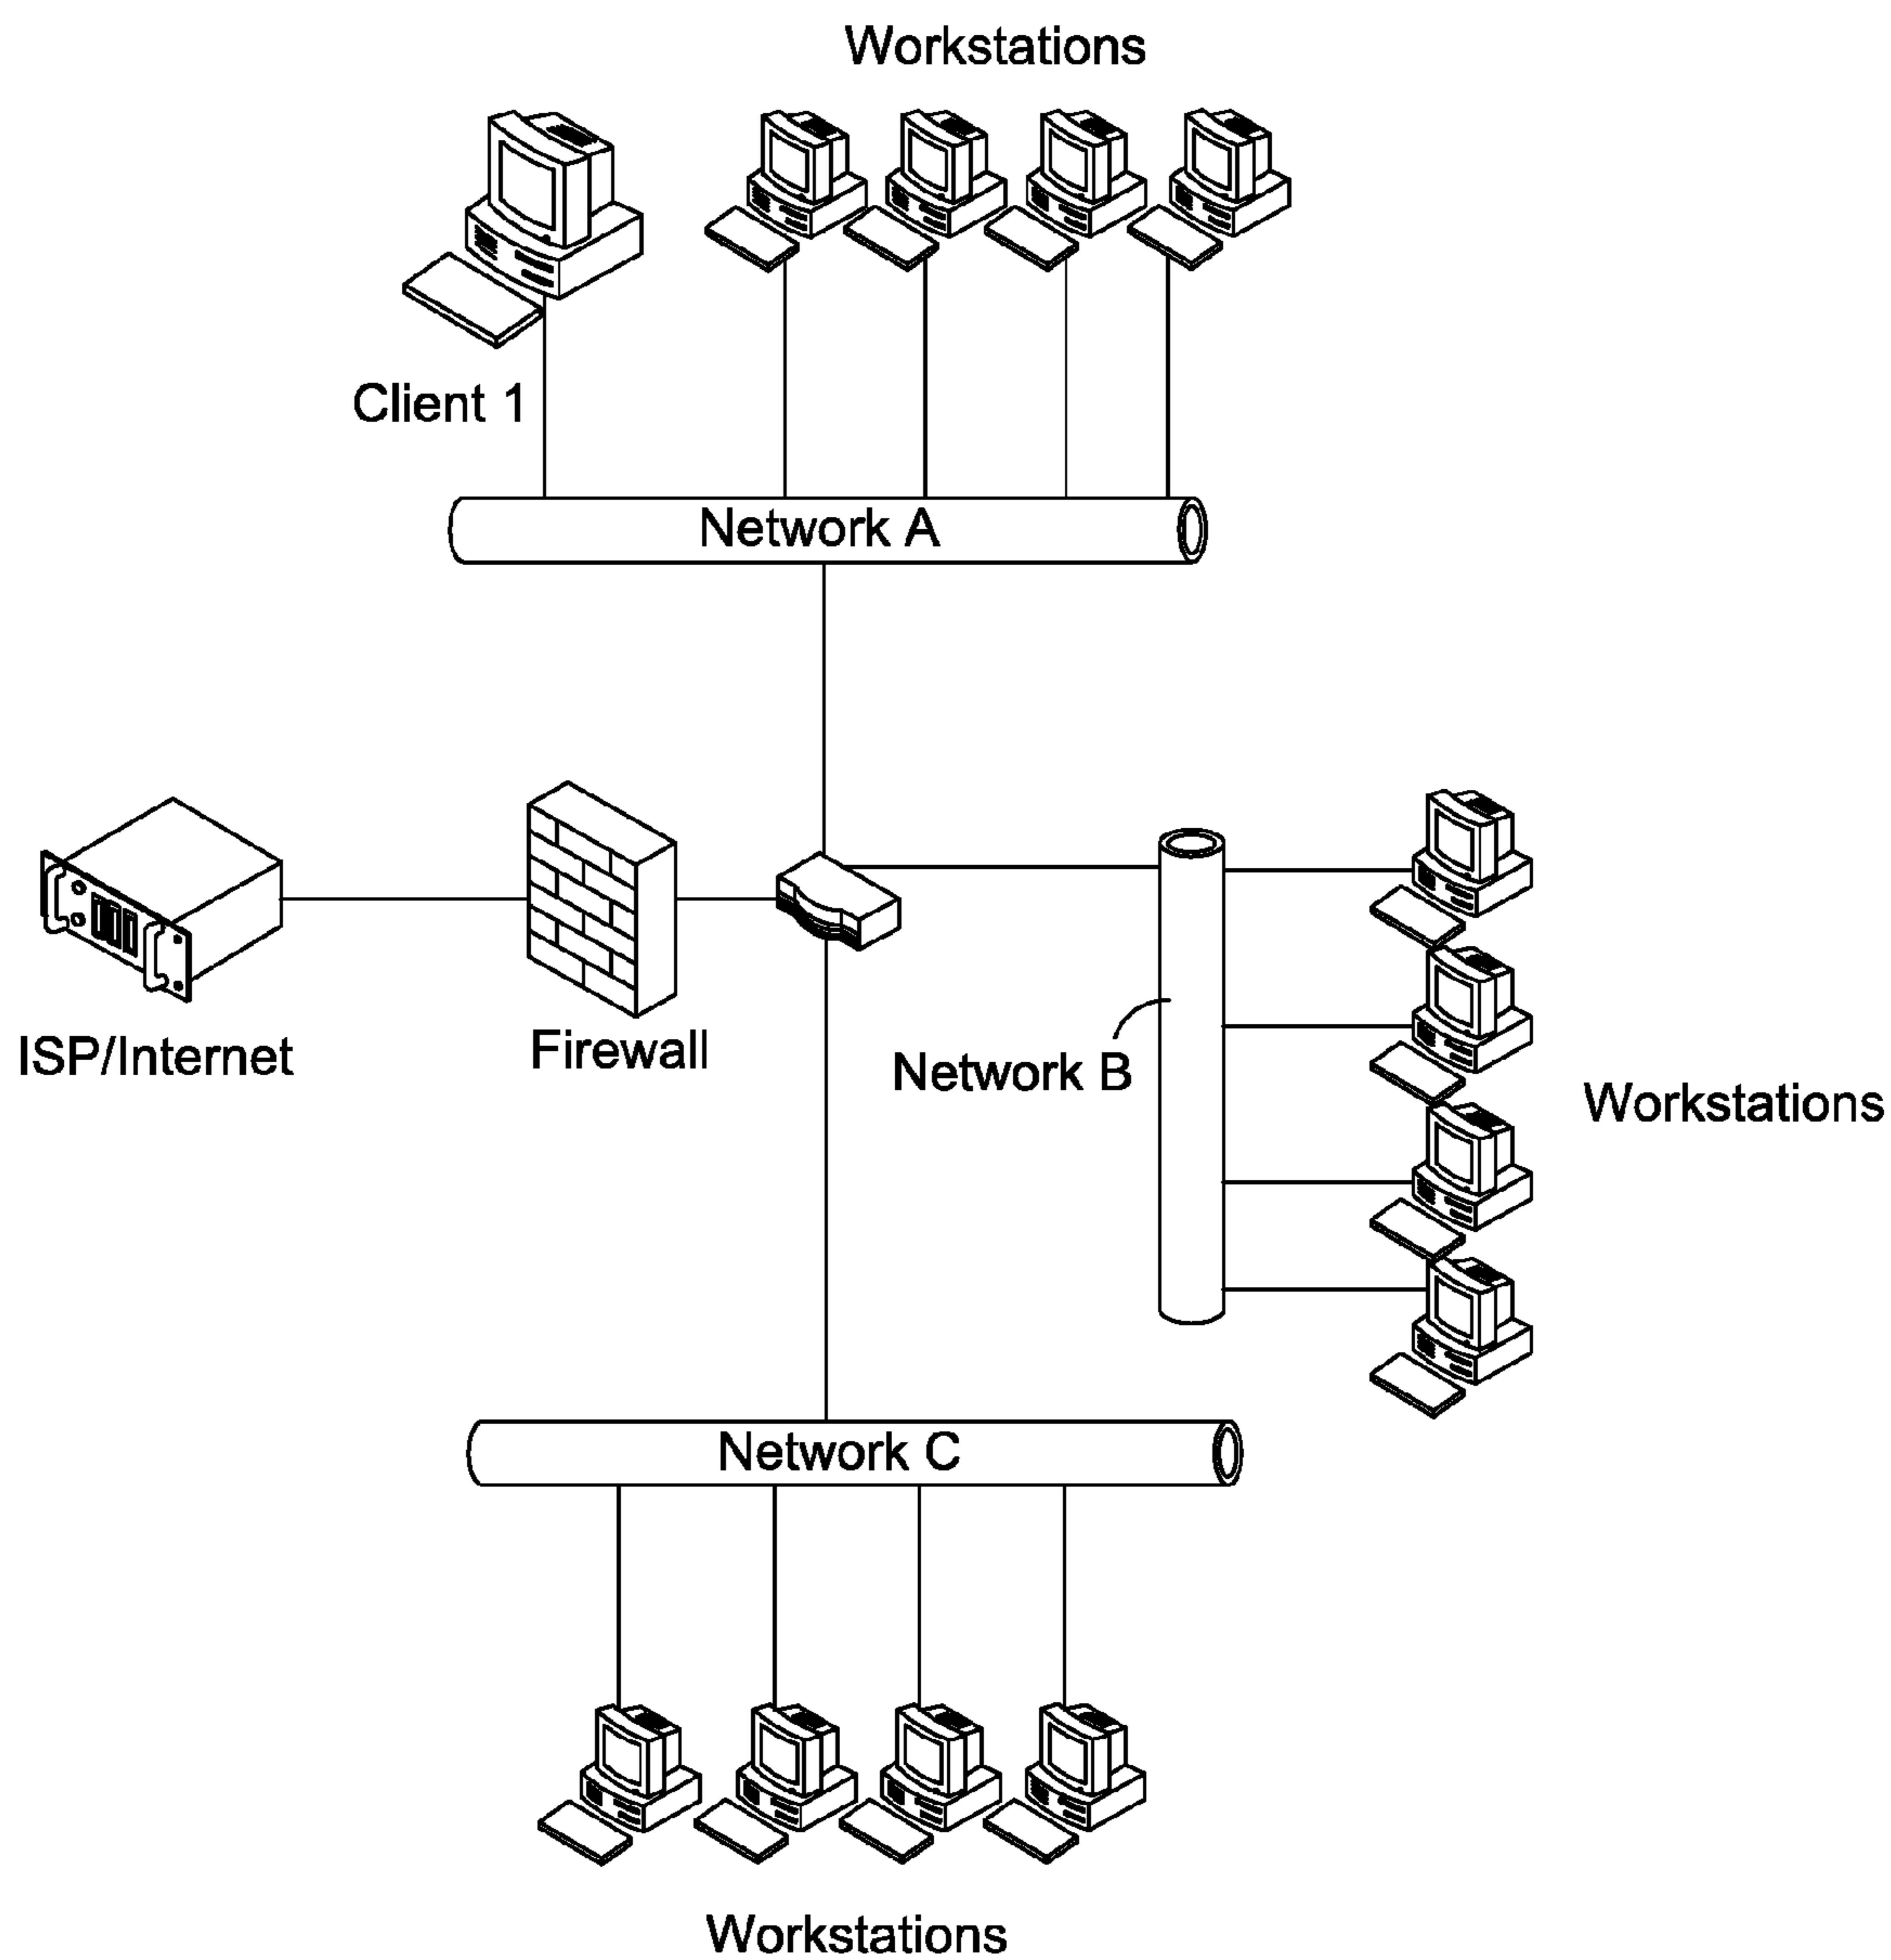 Workstations
Client 1
Network A
ISP/Internet
Firewall
Network B
Workstations
Network C
Workstations